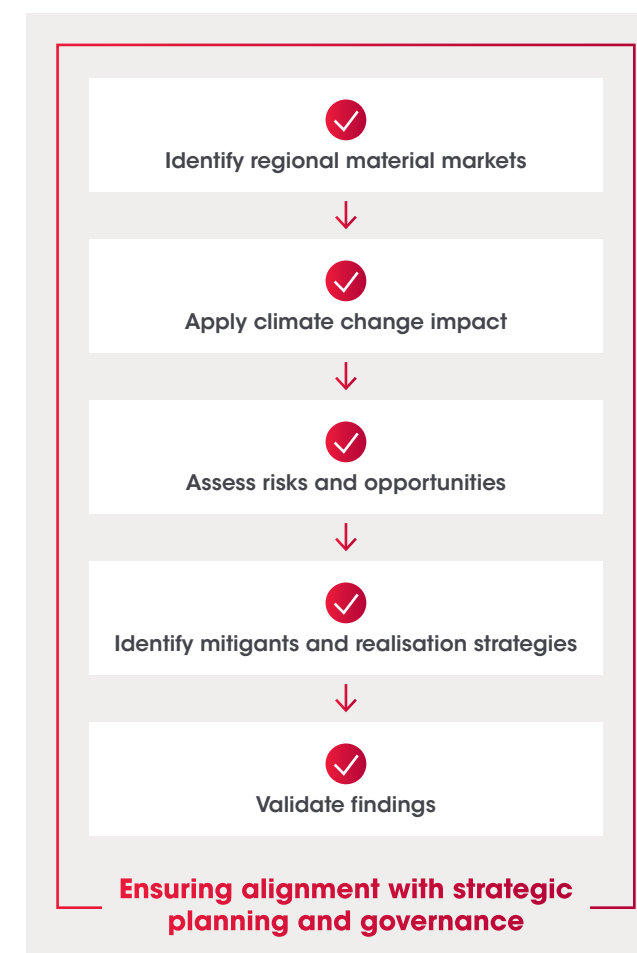 Identify regional material markets
Apply climate change impact
Assess risks and opportunities
Identify mitigants and realisation strategies
Validate findings
Ensuring alignment with strategic
planning and governance